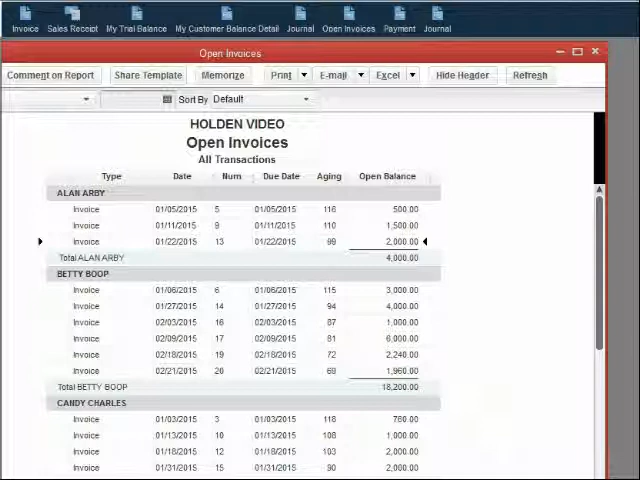 Invoice Sales Receipt My Trial Balance My Customer Balance Detail Journal Open Invoices Payment Journal
Open Invoices
Comment on Report Share Template Memorize Print E-mail Excel Hide Header Refresh
Sort By Default
HOLDEN VIDEO
Open Invoices
All Transactions
Type Date Num Due Date Aging Open Balance
ALAN ARBY
Invoice 01/05/2015 5 01/05/2015 116 500.00
Invoice 01/11/2015 9 01/11/2015 110 1,500.00
Invoice 01/22/2015 13 01/22/2015 99 2,000.00
Total ALAN ARBY 4,000.00
BETTY BOOP
Invoice 01/06/2015 6 01/06/2015 115 3,000.00
Invoice 01/27/2015 14 01/27/2015 94 4,000.00
Invoice 02/03/2015 16 02/03/2015 87 1,000.00
Invoice 02/09/2015 17 02/09/2015 81 6,000.00
Invoice 02/18/2015 19 02/18/2015 72 2,240.00
Invoice 02/21/2015 20 02/21/2015 69 1,960.00
Total BETTY BOOP 18,200.00
CANDY CHARLES
Invoice 01/03/2015 3 01/03/2015 118 760.00
Invoice 01/13/2015 10 01/13/2015 108 1,000.00
Invoice 01/18/2015 12 01/18/2015 103 2,000.00
Invoice 01/31/2015 15 01/31/2015 90 2,000.00